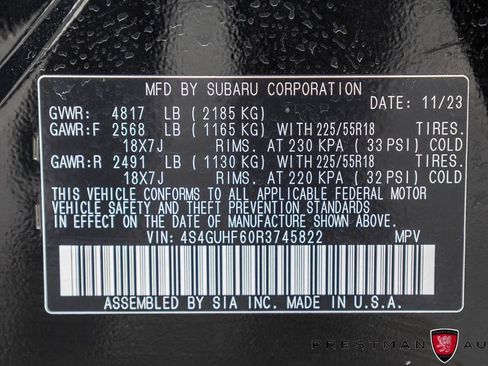 MFD BY SUBARU CORPORATION
GVWR: 4817 LB (2185 KG) DATE: 11/23
GAWR:F 2568 LB (1165 KG) WITH 225/55R18 TIRES.
18X7J RIMS. AT 230 KPA (33 PSI) COLD
GAWR:R 2491 LB (1130 KG) WITH 225/55R18 TIRES.
18X7J RIMS. AT 220 KPA (32 PSI) COLD
THIS VEHICLE CONFORMS TO ALL APPLICABLE FEDERAL MOTOR
VEHICLE SAFETY AND THEFT PREVENTION STANDARDS
IN EFFECT ON THE DATE OF MANUFACTURE SHOWN ABOVE.
VIN: 4S4GUHF60R3745822 MPV
ASSEMBLED BY SIA INC. MADE IN U.S.A.
PRESTMAN AU